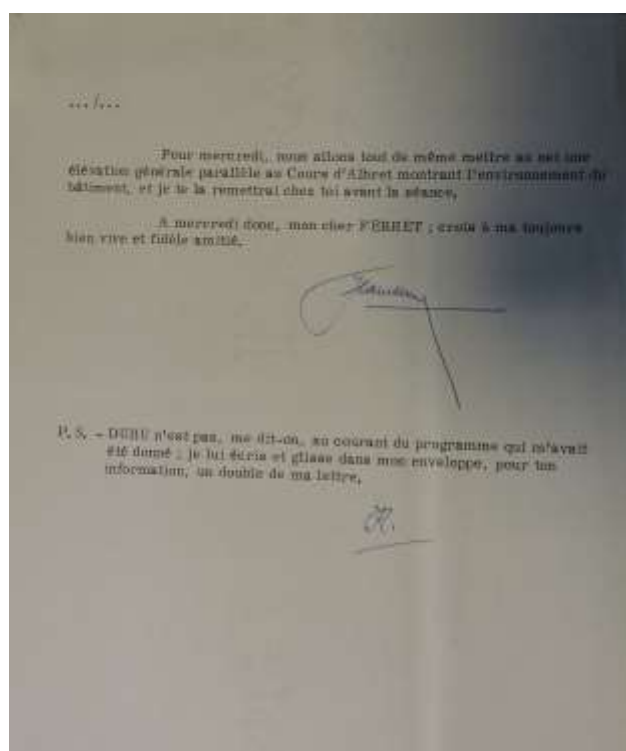 .../...
Pour mercredi, nous allons tout de même mettre au net une
élévation générale parallèle au Cours d'Albret montrant l'environnement du
bâtiment, et je te la remettrai chez toi avant la séance.
A mercredi donc, mon cher FERRET ; crois à ma toujours
bien vive et fidèle amitié.
P. S. - DUBU n'est pas, me dit-on, au courant du programme qui m'avait
été donné ; je lui écris et glisse dans mon enveloppe, pour ton
information, un double de ma lettre.